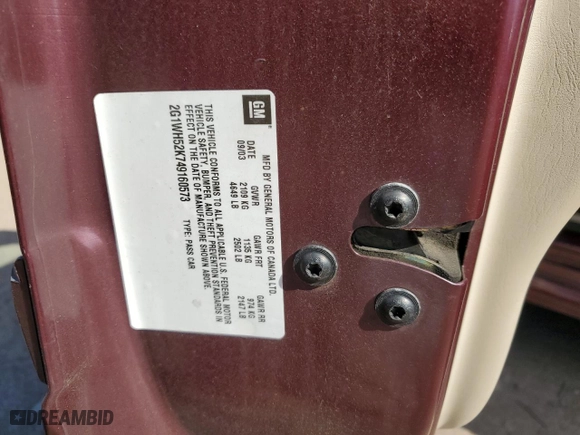 GM
MFD BY GENERAL MOTORS OF CANADA LTD.
DATE GVWR GAWR FRT GAWR RR
09/03 2109 KG 1135 KG 974 KG
4649 LB 2502 LB 2147 LB
THIS VEHICLE CONFORMS TO ALL APPLICABLE U.S. FEDERAL MOTOR
VEHICLE SAFETY, BUMPER, AND THEFT PREVENTION STANDARDS IN
EFFECT ON THE DATE OF MANUFACTURE SHOWN ABOVE.
2G1WH52K749160573 TYPE: PASS CAR
DREAMBID